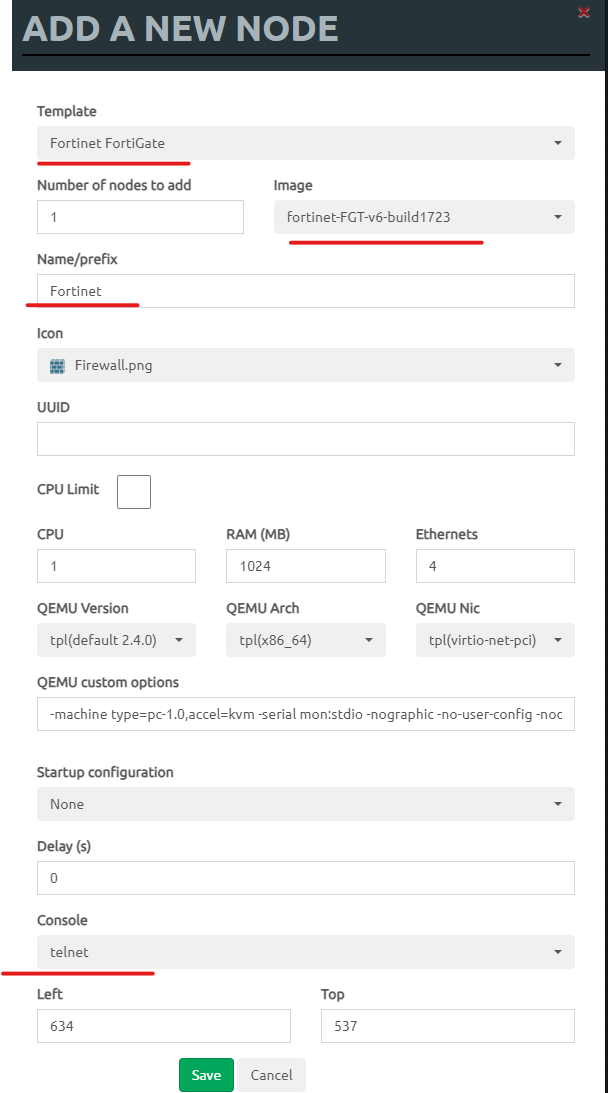 ADD A NEW NODE
Template
Fortinet FortiGate
Number of nodes to add Image
1 fortinet-FGT-v6-build1723
Name/prefix
Fortinet
Icon
Firewall.png
UUID
CPU Limit
CPU RAM (MB) Ethernets
1 1024 4
QEMU Version QEMU Arch QEMU Nic
tpl(default 2.4.0) tpl(x86_64) tpl(virtio-net-pci)
QEMU custom options
-machine type=pc-1.0,accel=kvm -serial mon:stdio -nographic -no-user-config -noc
Startup configuration
None
Delay (s)
0
Console
telnet
Left Top
634 537
Save Cancel